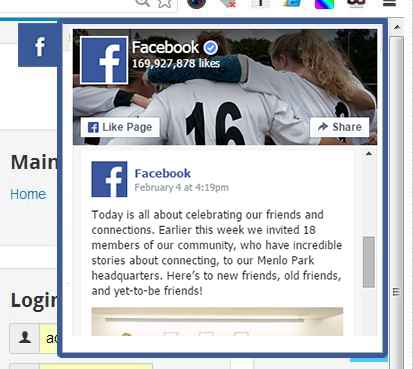 f
f
Facebook
169,927,878 likes
16
f Like Page
Share
Main
Home
f
Facebook
February 4 at 4:19pm
Today is all about celebrating our friends and
connections. Earlier this week we invited 18
members of our community, who have incredible
stories about connecting, to our Menlo Park
headquarters. Here's to new friends, old friends,
and yet-to-be friends!
Login